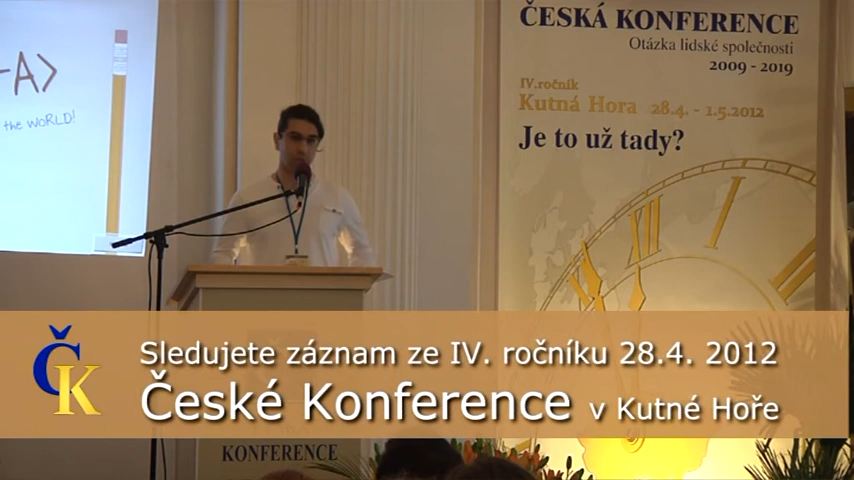 -A>
the WORLD!
ČESKÁ KONFERENCE
Otázka lidské společnosti
2009 - 2019
IV.ročník
Kutná Hora 28.4. - 1.5.2012
Je to už tady?
XII
I
ČK
Sledujete záznam ze IV. ročníku 28.4. 2012
České Konference v Kutné Hoře
KONFERENCE